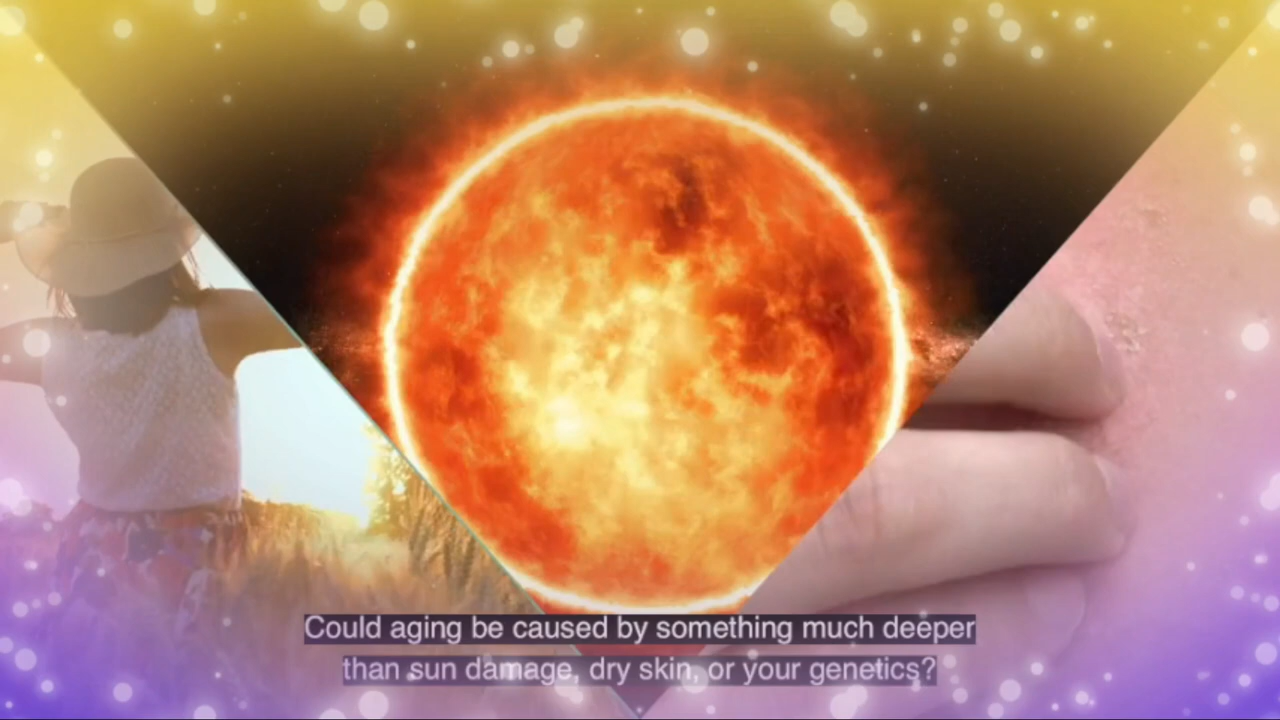 Could aging be caused by something much deeper
than sun damage, dry skin, or your genetics?